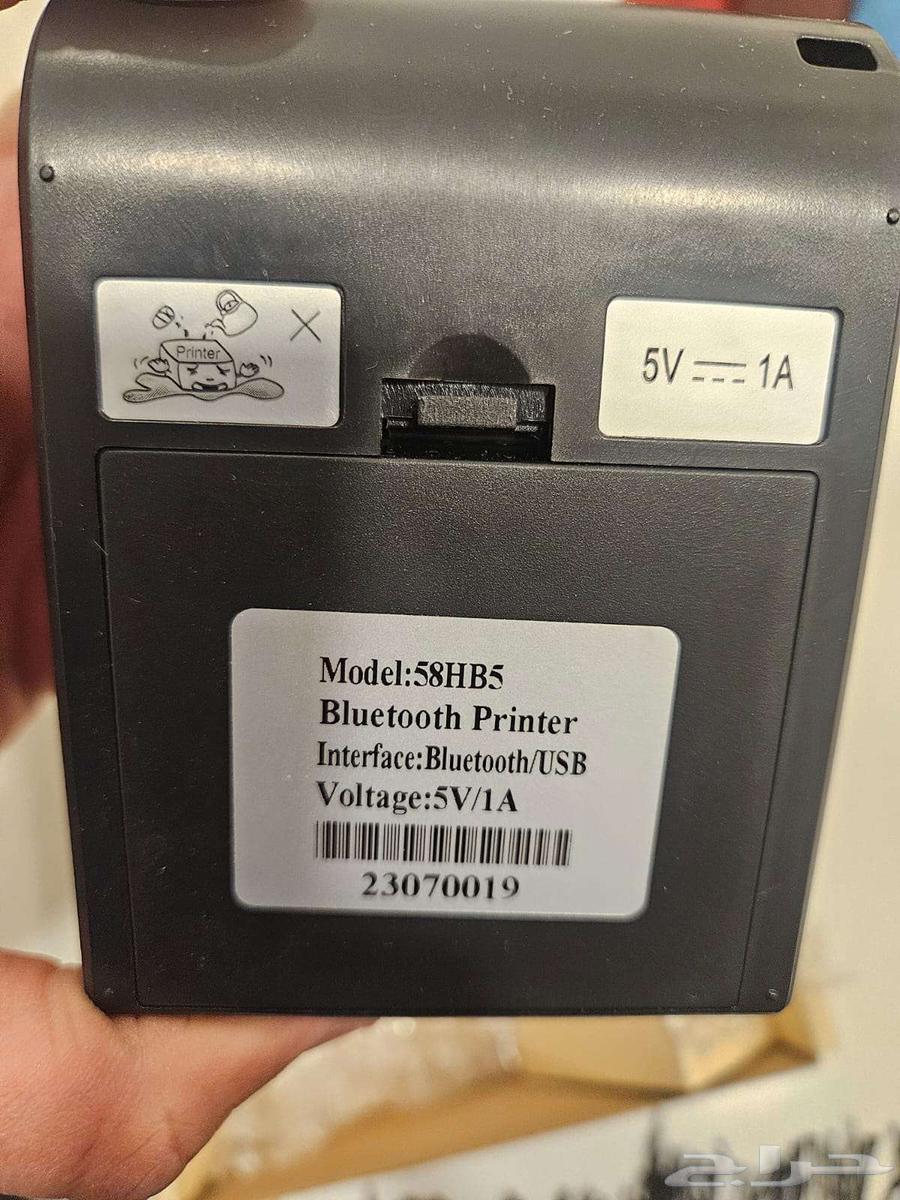 Printer
5V 1A
Model:58HB5
Bluetooth Printer
Interface:Bluetooth/USB
Voltage:5V/1A
23070019
حراج